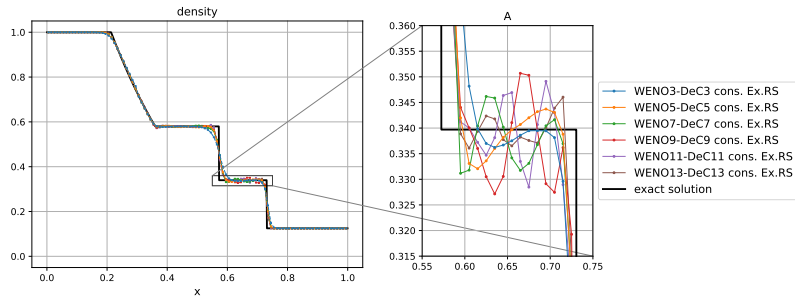 density
1.0
0.8
0.6
0.4
0.2
0.0
0.0
0.2
0.4
0.6
0.8
1.0
x
A
0.360
0.355
0.350
0.345
0.340
0.335
0.330
0.325
0.320
0.315
0.55
0.60
0.65
0.70
0.75
WENO3-DeC3 cons. Ex.RS
WENO5-DeC5 cons. Ex.RS
WENO7-DeC7 cons. Ex.RS
WENO9-DeC9 cons. Ex.RS
WENO11-DeC11 cons. Ex.RS
WENO13-DeC13 cons. Ex.RS
exact solution